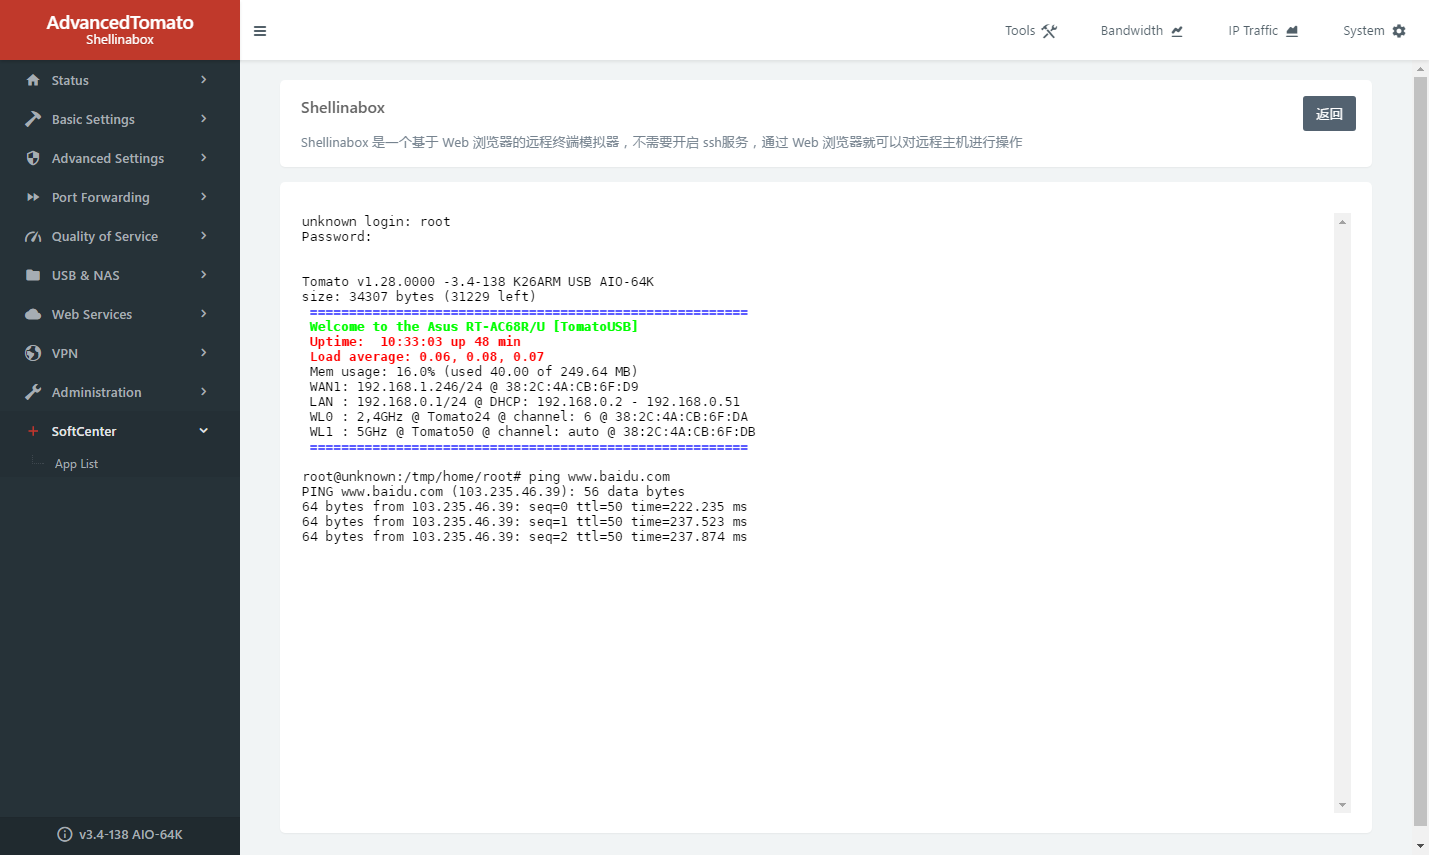 AdvancedTomato
Shellinabox
Tools
Bandwidth
IP Traffic
System
Status
Basic Settings
Advanced Settings
Port Forwarding
Quality of Service
USB & NAS
Web Services
VPN
Administration
SoftCenter
App List
v3.4-138 AIO-64K
Shellinabox
返回
Shellinabox 是一个基于 Web 浏览器的远程终端模拟器，不需要开启 ssh服务，通过 Web 浏览器就可以对远程主机进行操作
unknown login: root
Password:
Tomato v1.28.0000 -3.4-138 K26ARM USB AIO-64K
size: 34307 bytes (31229 left)
========================================================
Welcome to the Asus RT-AC68R/U [TomatoUSB]
Uptime:  10:33:03 up 48 min
Load average: 0.06, 0.08, 0.07
Mem usage: 16.0% (used 40.00 of 249.64 MB)
WAN1: 192.168.1.246/24 @ 38:2C:4A:CB:6F:D9
LAN : 192.168.0.1/24 @ DHCP: 192.168.0.2 - 192.168.0.51
WL0 : 2,4GHz @ Tomato24 @ channel: 6 @ 38:2C:4A:CB:6F:DA
WL1 : 5GHz @ Tomato50 @ channel: auto @ 38:2C:4A:CB:6F:DB
========================================================
root@unknown:/tmp/home/root# ping www.baidu.com
PING www.baidu.com (103.235.46.39): 56 data bytes
64 bytes from 103.235.46.39: seq=0 ttl=50 time=222.235 ms
64 bytes from 103.235.46.39: seq=1 ttl=50 time=237.523 ms
64 bytes from 103.235.46.39: seq=2 ttl=50 time=237.874 ms